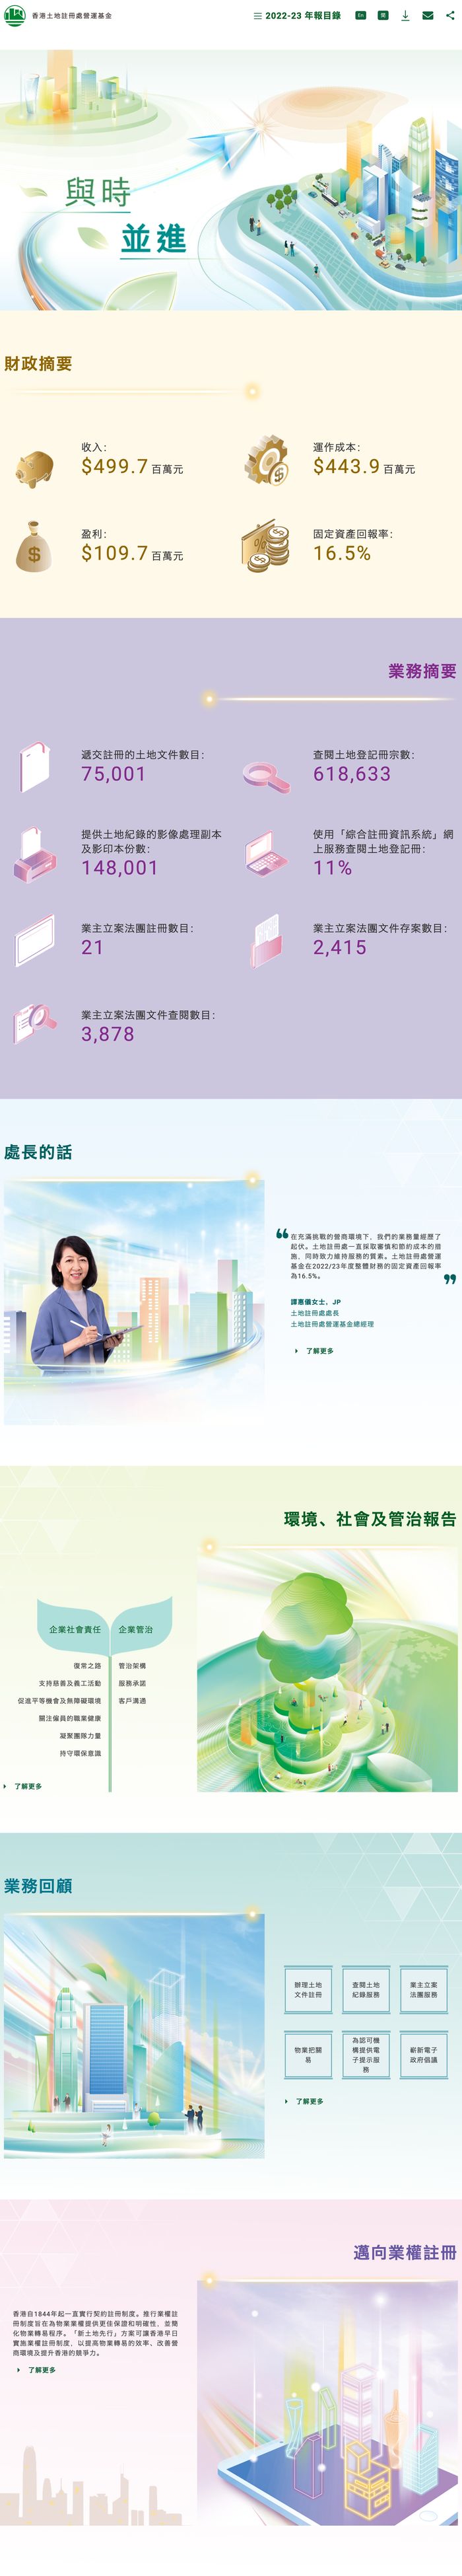 香港土地註冊處營運基金
2022-23 年報目錄
En
簡
與時
並進
財政摘要
收入：
$499.7 百萬元
運作成本：
$443.9 百萬元
盈利：
$109.7 百萬元
固定資產回報率：
16.5%
業務摘要
遞交註冊的土地文件數目：
75,001
查閱土地登記冊宗數：
618,633
提供土地紀錄的影像處理副本
及影印本份數：
148,001
使用「綜合註冊資訊系統」網
上服務查閱土地登記冊：
11%
業主立案法團註冊數目：
21
業主立案法團文件存案數目：
2,415
業主立案法團文件查閱數目：
3,878
處長的話
在充滿挑戰的營商環境下，我們的業務量經歷了
起伏。土地註冊處一直採取審慎和節約成本的措
施，同時致力維持服務的質素。土地註冊處營運
基金在2022/23年度整體財務的固定資產回報率
為16.5%。
譚惠儀女士，JP
土地註冊處處長
土地註冊處營運基金總經理
了解更多
環境、社會及管治報告
企業社會責任
復常之路
支持慈善及義工活動
促進平等機會及無障礙環境
關注僱員的職業健康
凝聚團隊力量
持守環保意識
企業管治
管治架構
服務承諾
客戶溝通
了解更多
業務回顧
辦理土地
文件註冊
查閱土地
紀錄服務
業主立案
法團服務
物業把關
易
為認可機
構提供電
子提示服
務
嶄新電子
政府倡議
了解更多
邁向業權註冊
香港自1844年起一直實行契約註冊制度。推行業權註
冊制度旨在為物業業權提供更佳保證和明確性，並簡
化物業轉易程序。「新土地先行」方案可讓香港早日
實施業權註冊制度，以提高物業轉易的效率、改善營
商環境及提升香港的競爭力。
了解更多